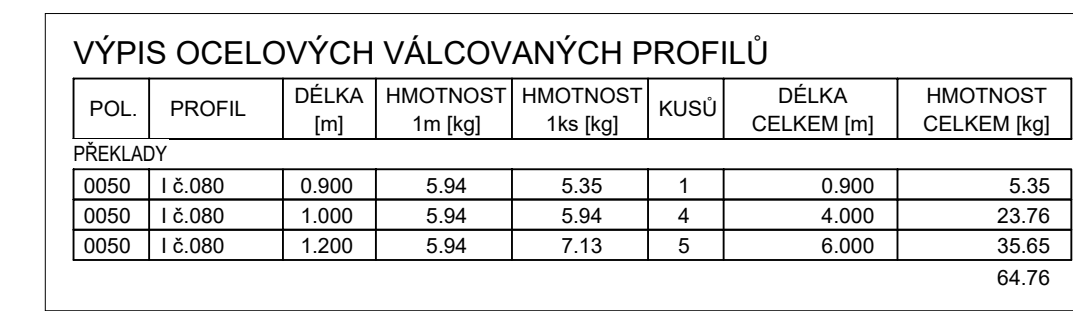 VÝPIS OCELOVÝCH VÁLCOVANÝCH PROFILŮ
POL. PROFIL DÉLKA [m] HMOTNOST 1m [kg] HMOTNOST 1ks [kg] KUSŮ DÉLKA CELKEM [m] HMOTNOST CELKEM [kg]
PŘEKLADY
0050 I č.080 0.900 5.94 5.35 1 0.900 5.35
0050 I č.080 1.000 5.94 5.94 4 4.000 23.76
0050 I č.080 1.200 5.94 7.13 5 6.000 35.65
64.76